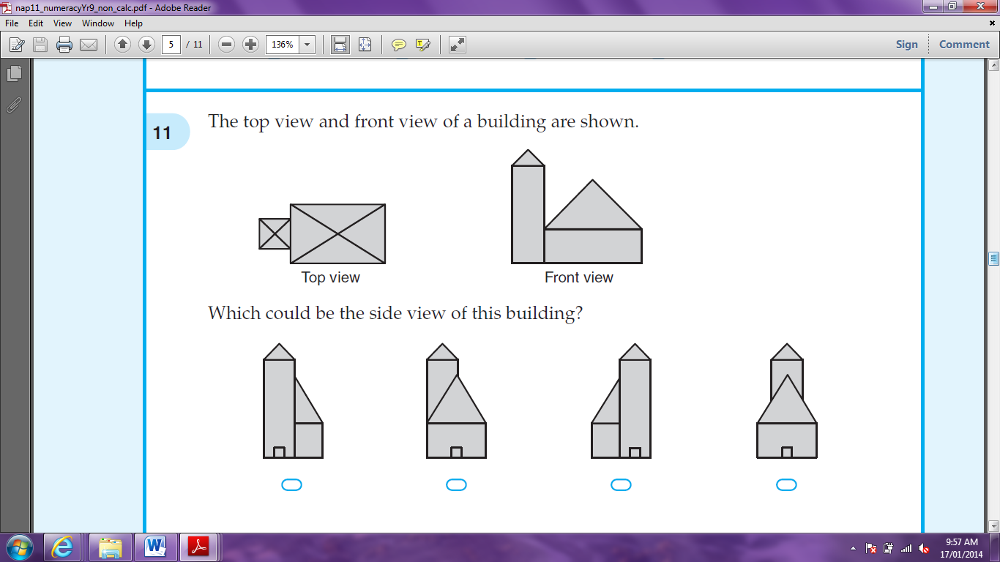 nap11_numeracyYr9_non_calc.pdf - Adobe Reader
File Edit View Window Help
5 / 11
136%
Sign
Comment
11
The top view and front view of a building are shown.
Top view
Front view
Which could be the side view of this building?
9:57 AM
17/01/2014